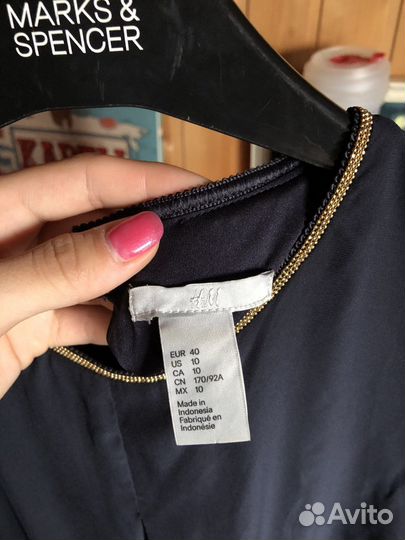 MARKS &
SPENCER
H&M
EUR 40
US 10
CA 10
CN 170/92A
MX 10
Made in
Indonesia
Fabriqué en
Indonésie
Avito